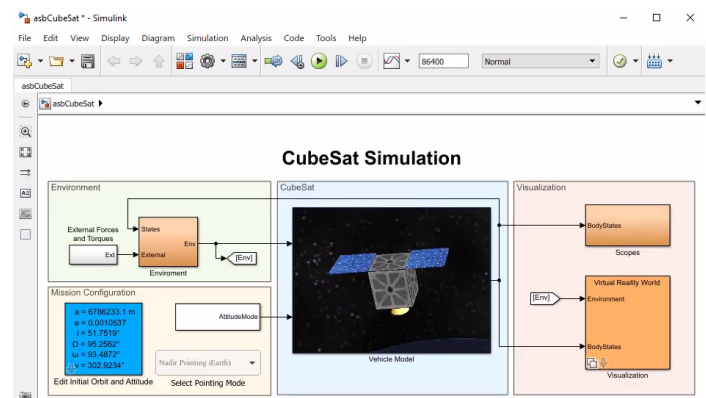 asbCubeSat * - Simulink
File Edit View Display Diagram Simulation Analysis Code Tools Help
86400 Normal
asbCubeSat
asbCubeSat
CubeSat Simulation
Environment
External Forces
and Torques
Ext
States
External
Env
Enviroment
[Env]
Mission Configuration
a = 6786233.1 m
e = 0.0010537
i = 51.7519°
Ω = 95.2562°
ω = 93.4872°
ν = 302.9234°
Edit Initial Orbit and Attitude
AttitudeMode
Nadir Pointing (Earth)
Select Pointing Mode
CubeSat
Vehicle Model
Visualization
BodyStates
Scopes
[Env]
Virtual Reality World
Environment
BodyStates
Visualization